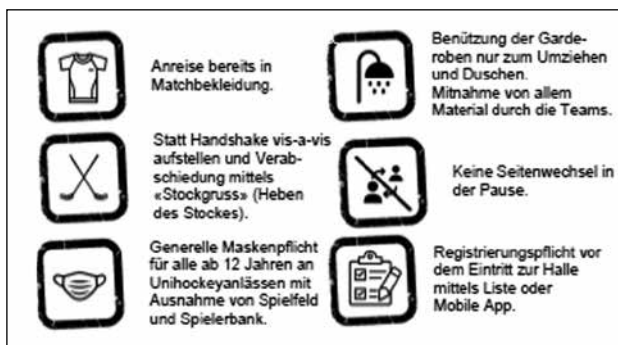 Anreise bereits in
Matchbekleidung.
Benützung der Garde-
roben nur zum Umziehen
und Duschen.
Mitnahme von allem
Material durch die Teams.
Statt Handshake vis-a-vis
aufstellen und Verab-
schiedung mittels
«Stockgruss» (Heben
des Stockes).
Keine Seitenwechsel in
der Pause.
Generelle Maskenpflicht
für alle ab 12 Jahren an
Unihockeyanlässen mit
Ausnahme von Spielfeld
und Spielerbank.
Registrierungspflicht vor
dem Eintritt zur Halle
mittels Liste oder
Mobile App.